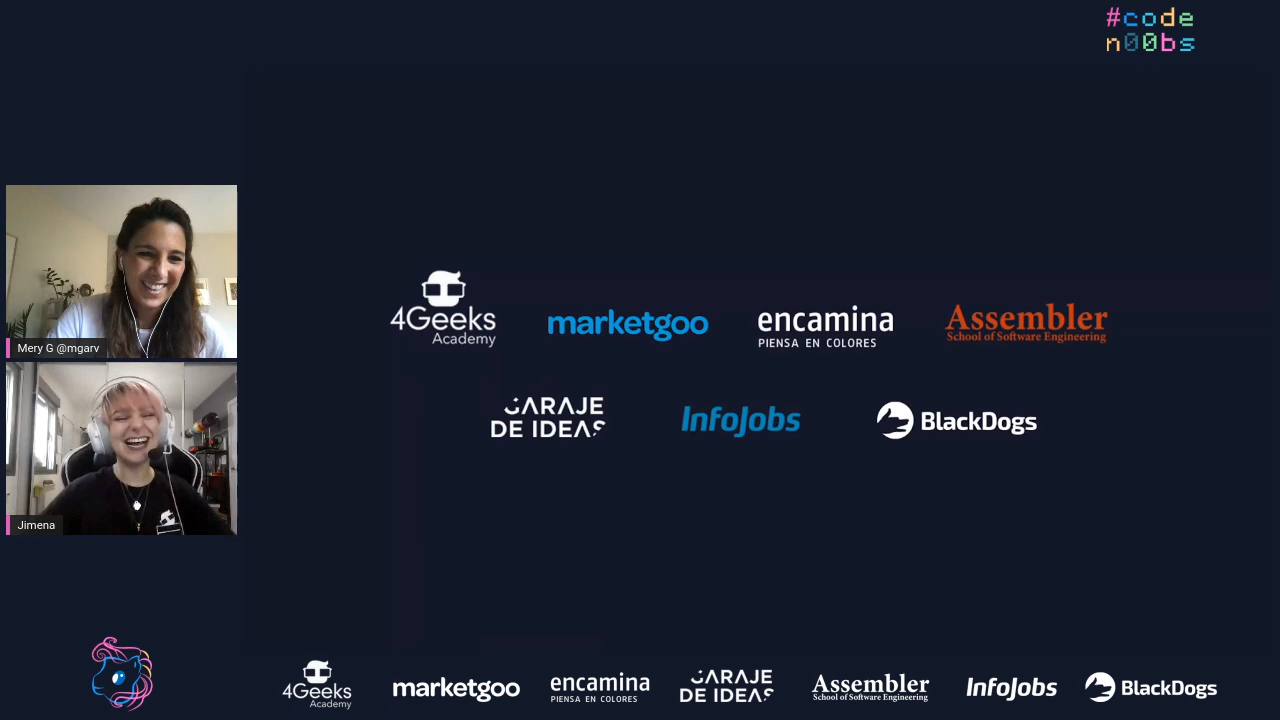 #code
n00bs
Mery G @mgarv
Jimena
4Geeks
Academy
marketgoo
encamina
PIENSA EN COLORES
Assembler
School of Software Engineering
GARAJE
DE IDEAS
InfoJobs
BlackDogs
4Geeks
Academy
marketgoo
encamina
PIENSA EN COLORES
GARAJE
DE IDEAS
Assembler
School of Software Engineering
InfoJobs
BlackDogs